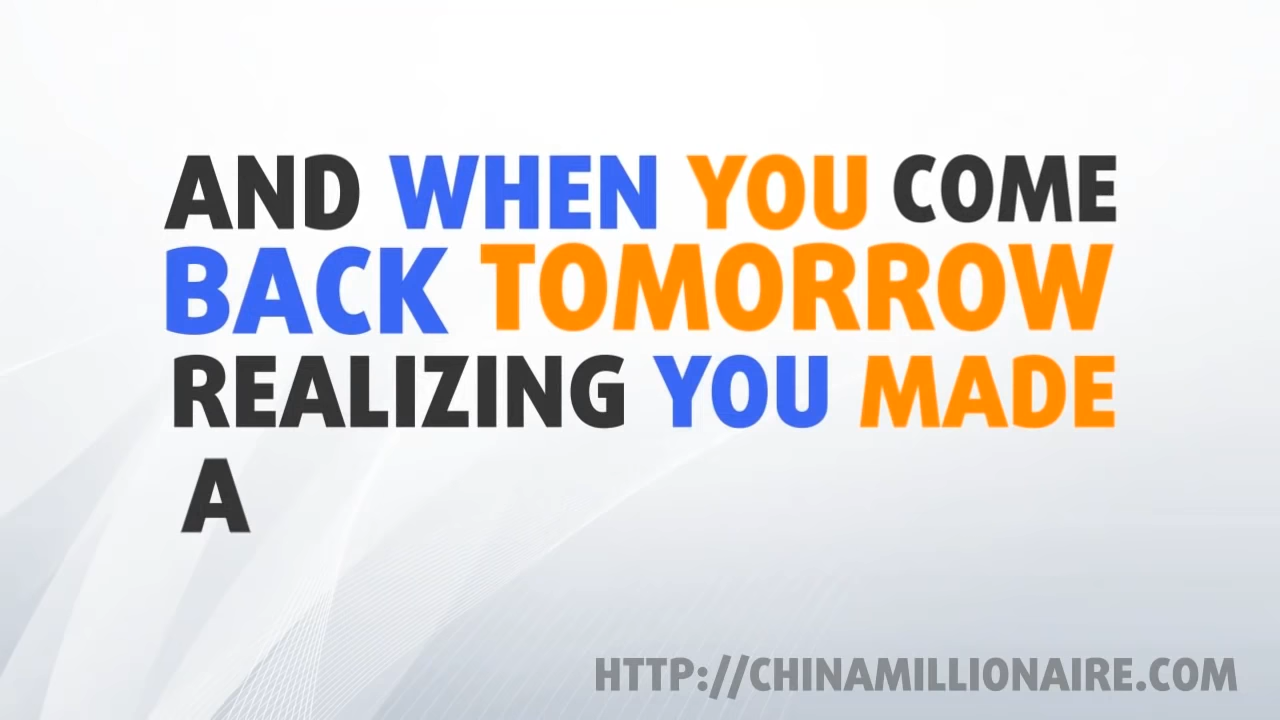 AND WHEN YOU COME
BACK TOMORROW
REALIZING YOU MADE
A
HTTP://CHINAMILLIONAIRE.COM